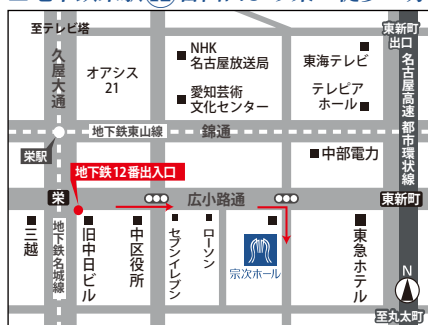 至テレビ塔
久屋大通
オアシス
21
NHK
名古屋放送局
愛知芸術
文化センター
東海テレビ
テレピア
ホール
東新町
出口
名古屋高速都市環状線
地下鉄東山線
錦通
栄駅
中部電力
地下鉄12番出入口
栄
広小路通
東新町
三越
地下鉄名城線
旧中日ビル
中区役所
セブンイレブン
ローソン
宗次ホール
東急ホテル
N
至丸太町